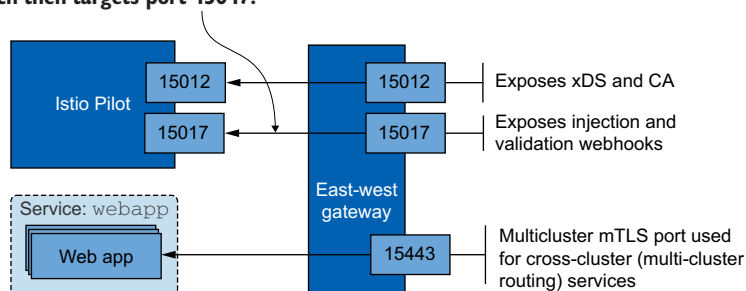 then targets port 15017.
15012
15012
Exposes xDS and CA
Istio Pilot
15017
15017
Exposes injection and
validation webhooks
East-west
gateway
Service: webapp
Web app
15443
Multicluster mTLS port used
for cross-cluster (multi-cluster
routing) services